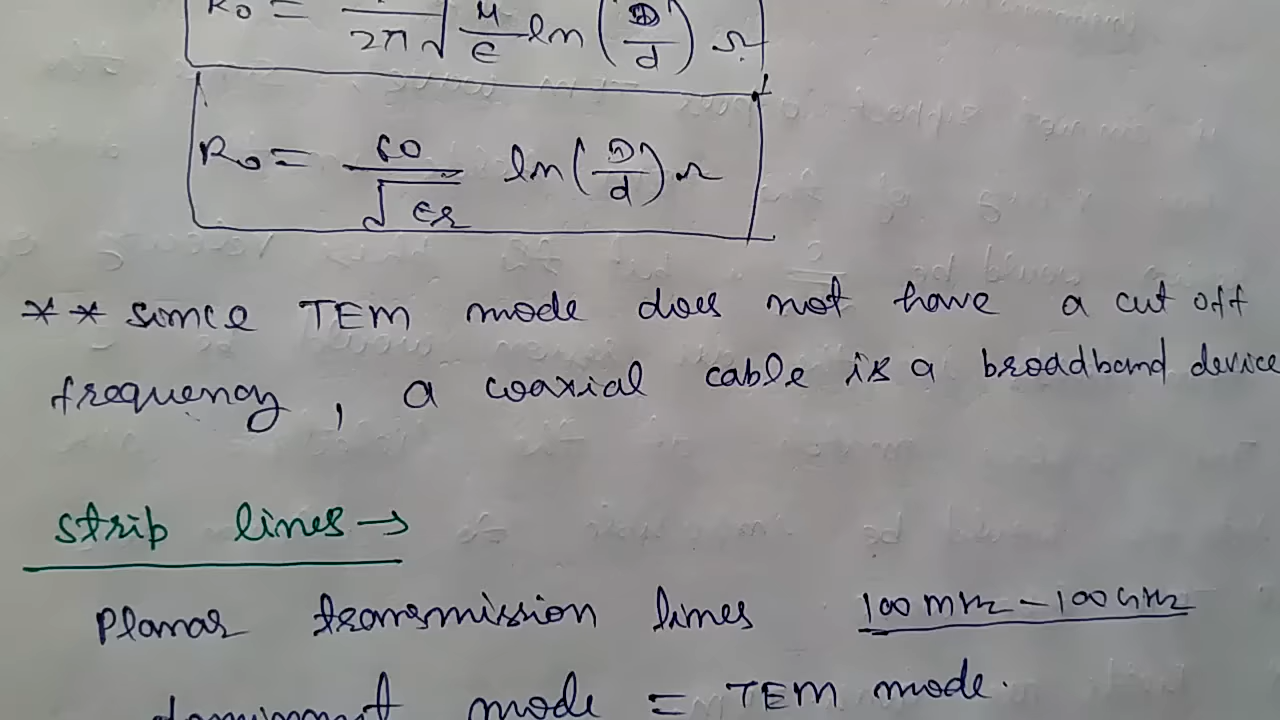 R₀ = 1/2π √μ/ε ln(D/d) Ω
R₀ = 60/√εr ln(D/d) Ω
** since TEM mode does not have a cut off
frequency, a coaxial cable is a broadband device
strip lines →
Planar transmission lines 100 MHz - 100 GHz
dominant mode = TEM mode.